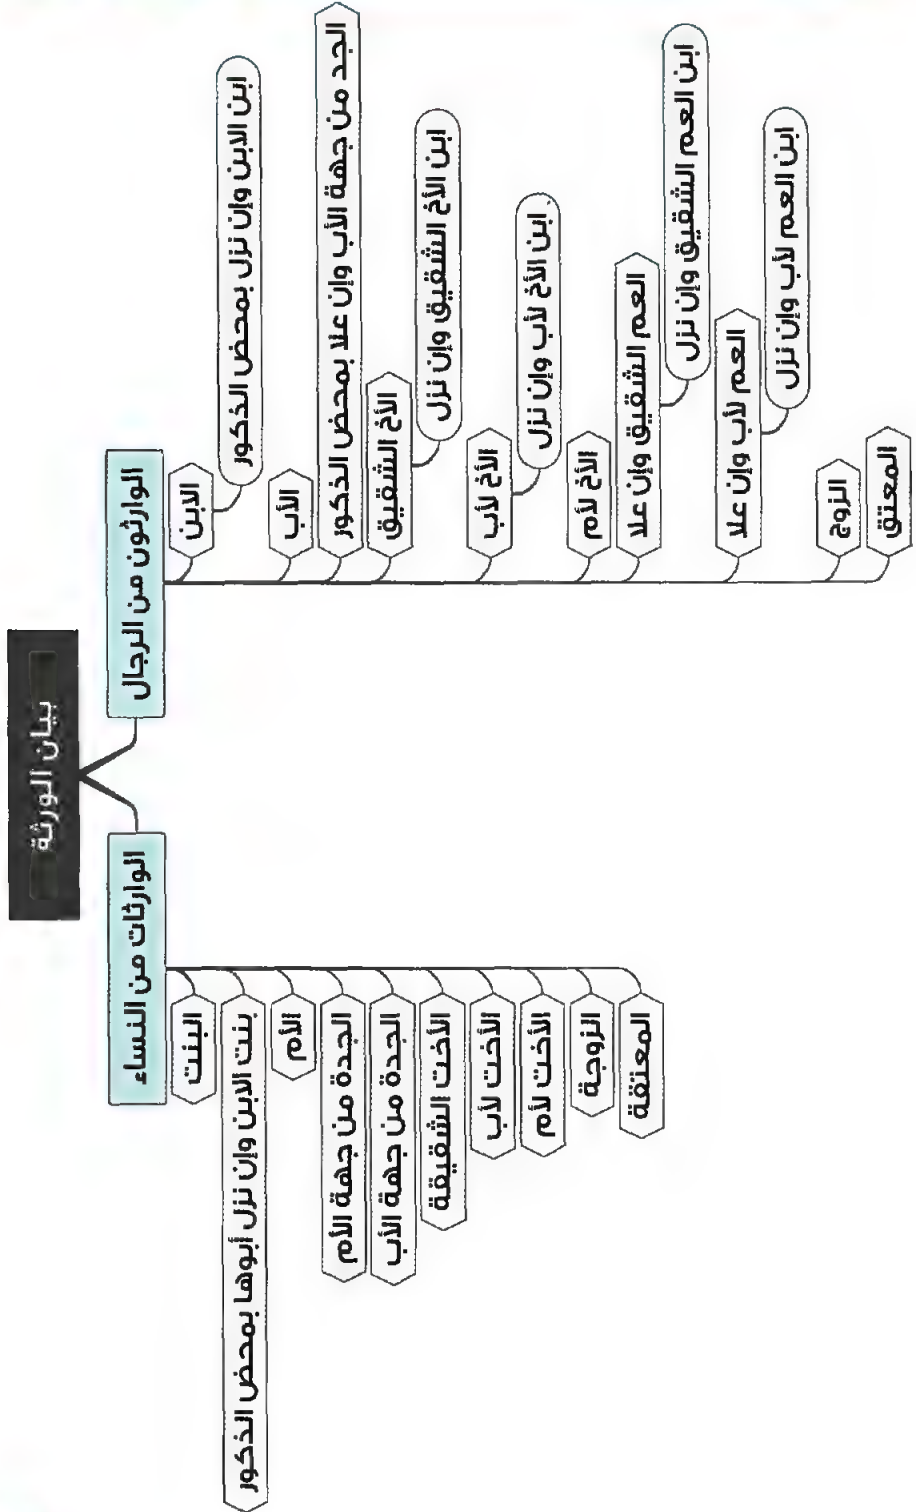 بيان الورثة
الوارثون من الرجال
الابن
ابن الابن وإن نزل بمحض الذكور
الأب
الجد من جهة الأب وإن علا بمحض الذكور
الأخ الشقيق
ابن الأخ الشقيق وإن نزل
الأخ لأب
ابن الأخ لأب وإن نزل
الأخ لأم
العم الشقيق وإن علا
ابن العم الشقيق وإن نزل
العم لأب وإن علا
ابن العم لأب وإن نزل
الزوج
المعتق
الوارثات من النساء
البنت
بنت الابن وإن نزل أبوها بمحض الذكور
الأم
الجدة من جهة الأم
الجدة من جهة الأب
الأخت الشقيقة
الأخت لأب
الأخت لأم
الزوجة
المعتقة